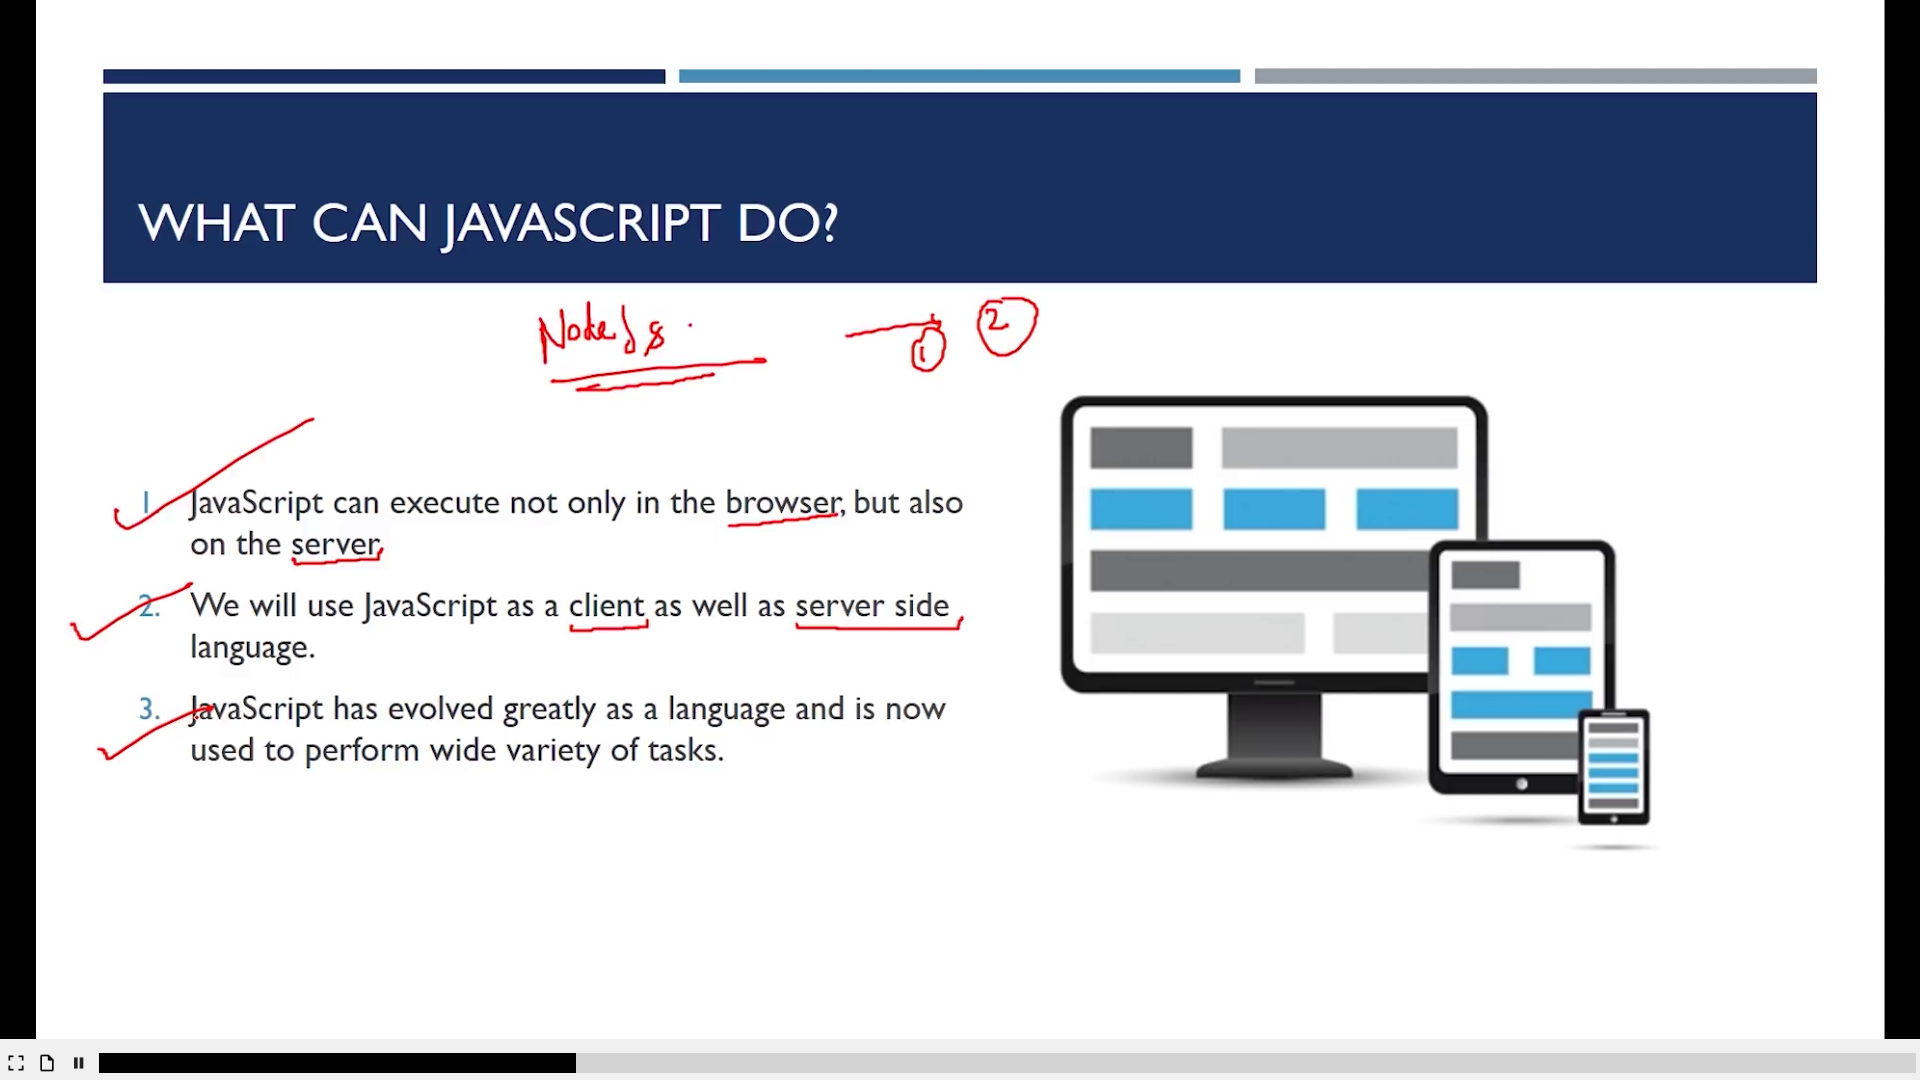 WHAT CAN JAVASCRIPT DO?
NodeJs
1 2
1. JavaScript can execute not only in the browser, but also
on the server.
2. We will use JavaScript as a client as well as server side
language.
3. JavaScript has evolved greatly as a language and is now
used to perform wide variety of tasks.